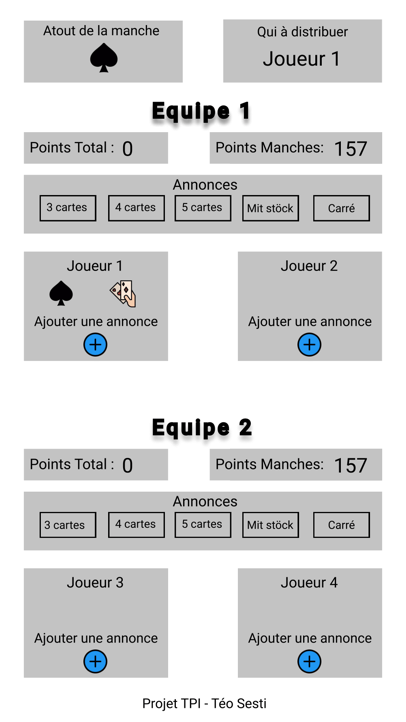 Atout de la manche
Qui à distribuer
Joueur 1
Equipe 1
Points Total : 0
Points Manches: 157
Annonces
3 cartes
4 cartes
5 cartes
Mit stöck
Carré
Joueur 1
Ajouter une annonce
Joueur 2
Ajouter une annonce
Equipe 2
Points Total : 0
Points Manches: 157
Annonces
3 cartes
4 cartes
5 cartes
Mit stöck
Carré
Joueur 3
Ajouter une annonce
Joueur 4
Ajouter une annonce
Projet TPI - Téo Sesti